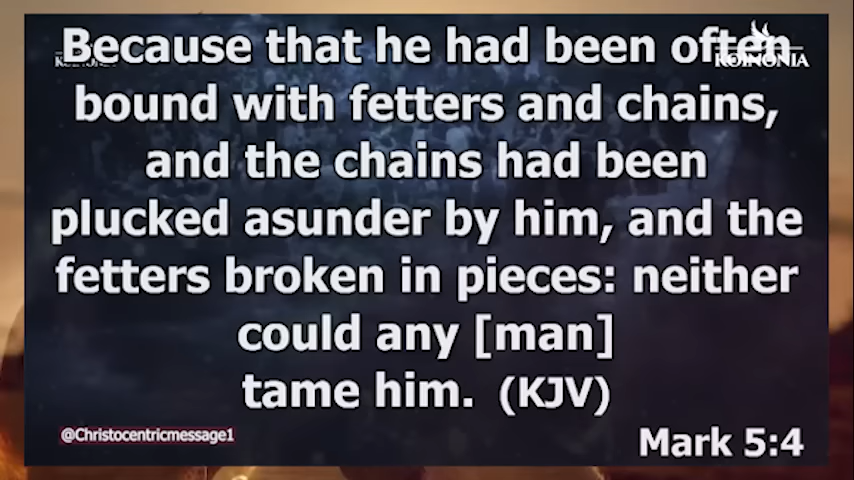 Because that he had been often
bound with fetters and chains,
and the chains had been
plucked asunder by him, and the
fetters broken in pieces: neither
could any [man]
tame him. (KJV)
Mark 5:4
@Christocentricmessage1
KOINONIA
KOINONIA